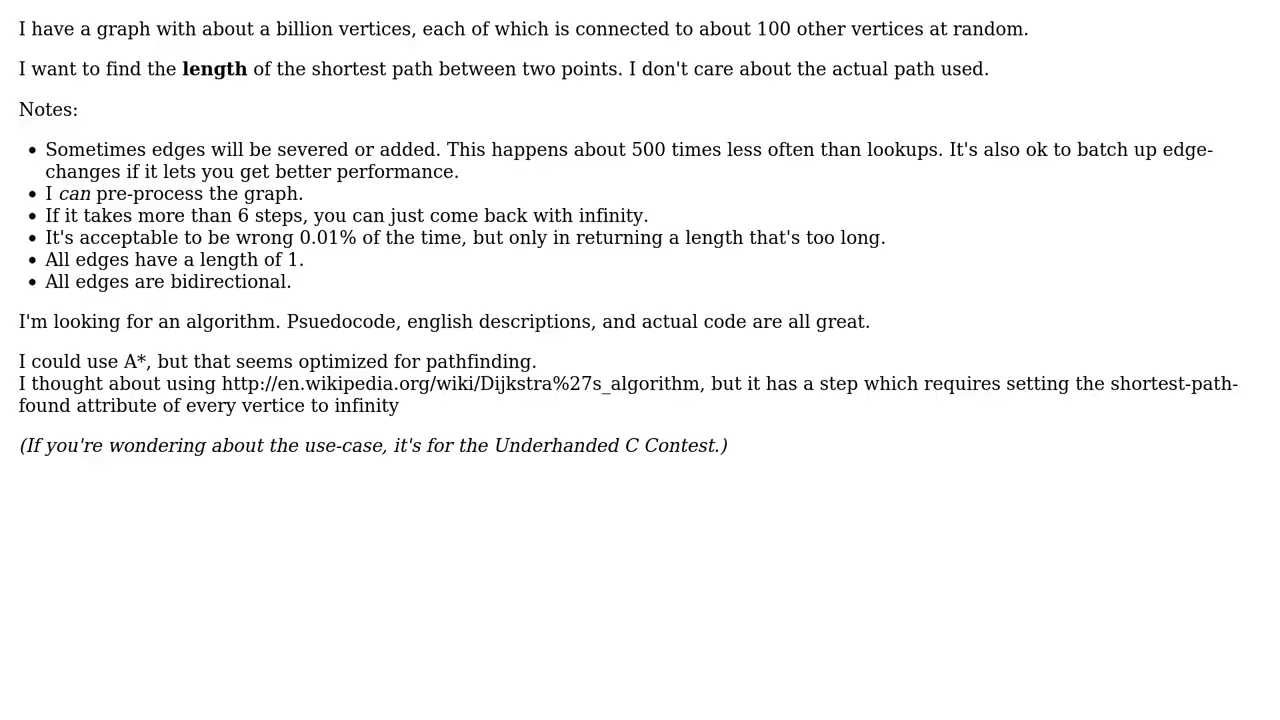 I have a graph with about a billion vertices, each of which is connected to about 100 other vertices at random.
I want to find the length of the shortest path between two points. I don't care about the actual path used.
Notes:
• Sometimes edges will be severed or added. This happens about 500 times less often than lookups. It's also ok to batch up edge-
changes if it lets you get better performance.
• I can pre-process the graph.
• If it takes more than 6 steps, you can just come back with infinity.
• It's acceptable to be wrong 0.01% of the time, but only in returning a length that's too long.
• All edges have a length of 1.
• All edges are bidirectional.
I'm looking for an algorithm. Psuedocode, english descriptions, and actual code are all great.
I could use A*, but that seems optimized for pathfinding.
I thought about using http://en.wikipedia.org/wiki/Dijkstra%27s_algorithm, but it has a step which requires setting the shortest-path-
found attribute of every vertice to infinity
(If you're wondering about the use-case, it's for the Underhanded C Contest.)